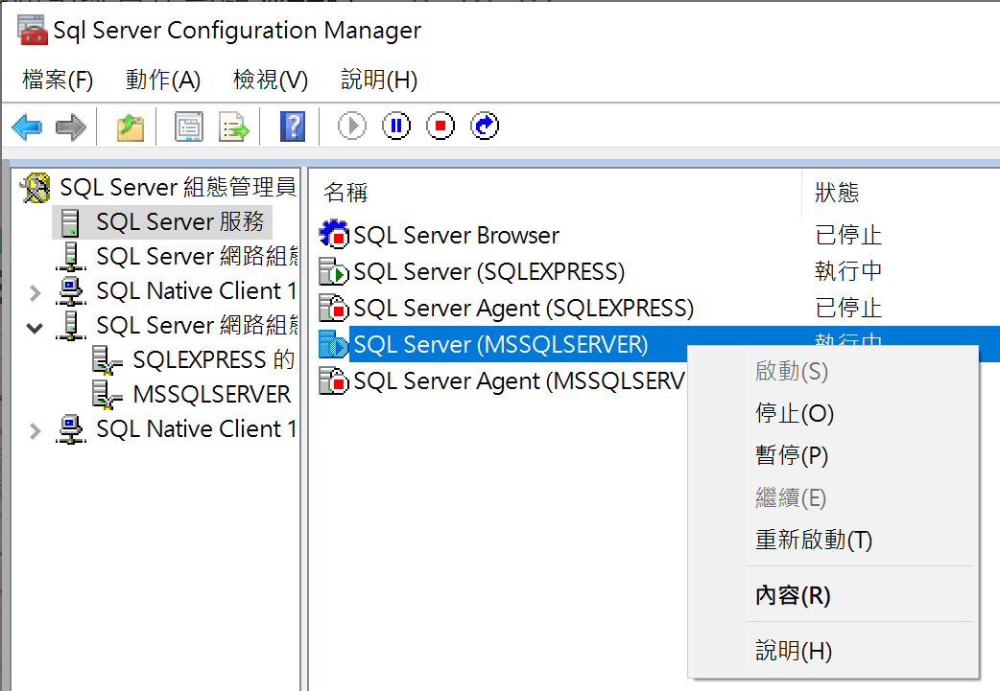 Sql Server Configuration Manager
檔案(F) 動作(A) 檢視(V) 說明(H)
SQL Server 組態管理員
SQL Server 服務
SQL Server 網路組態
SQL Native Client 1
SQL Server 網路組態
SQLEXPRESS 的
MSSQLSERVER
SQL Native Client 1
名稱 狀態
SQL Server Browser 已停止
SQL Server (SQLEXPRESS) 執行中
SQL Server Agent (SQLEXPRESS) 已停止
SQL Server (MSSQLSERVER) 執行中
SQL Server Agent (MSSQLSERV
啟動(S)
停止(O)
暫停(P)
繼續(E)
重新啟動(T)
內容(R)
說明(H)